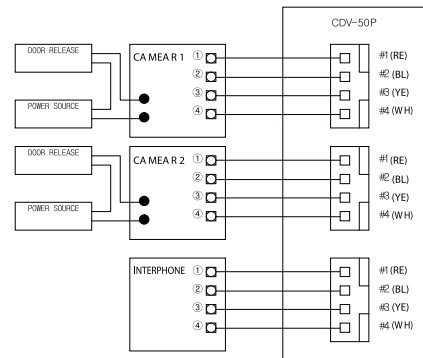 CDV-50P
DOOR RELEASE
POWER SOURCE
CA MEA R 1
①
②
③
④
#1 (RE)
#2 (BL)
#3 (YE)
#4 (WH)
DOOR RELEASE
POWER SOURCE
CA MEA R 2
①
②
③
④
#1 (RE)
#2 (BL)
#3 (YE)
#4 (WH)
INTERPHONE
①
②
③
④
#1 (RE)
#2 (BL)
#3 (YE)
#4 (WH)